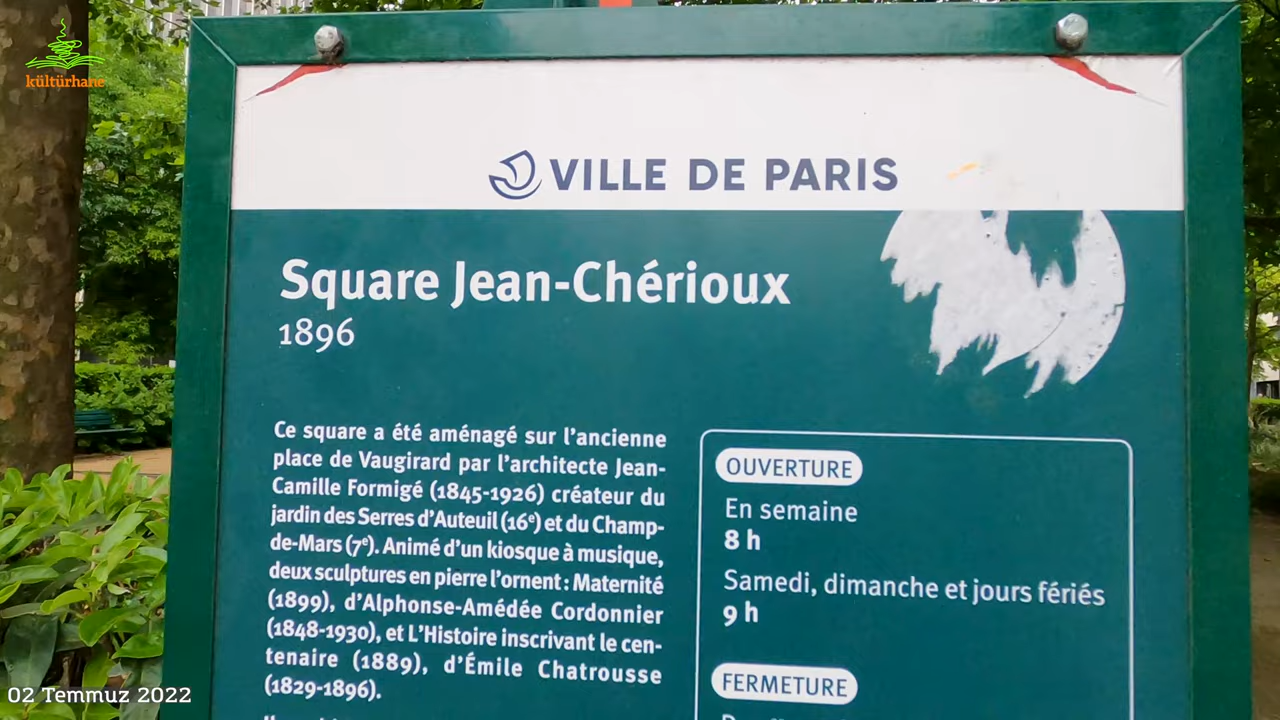 kültürhane
VILLE DE PARIS
Square Jean-Chérioux
1896
Ce square a été aménagé sur l'ancienne
place de Vaugirard par l'architecte Jean-
Camille Formigé (1845-1926) créateur du
jardin des Serres d'Auteuil (16e) et du Champ-
de-Mars (7e). Animé d'un kiosque à musique,
deux sculptures en pierre l'ornent : Maternité
(1899), d'Alphonse-Amédée Cordonnier
(1848-1930), et L'Histoire inscrivant le cen-
tenaire (1889), d'Émile Chatrousse
(1829-1896).
OUVERTURE
En semaine
8 h
Samedi, dimanche et jours fériés
9 h
FERMETURE
02 Temmuz 2022